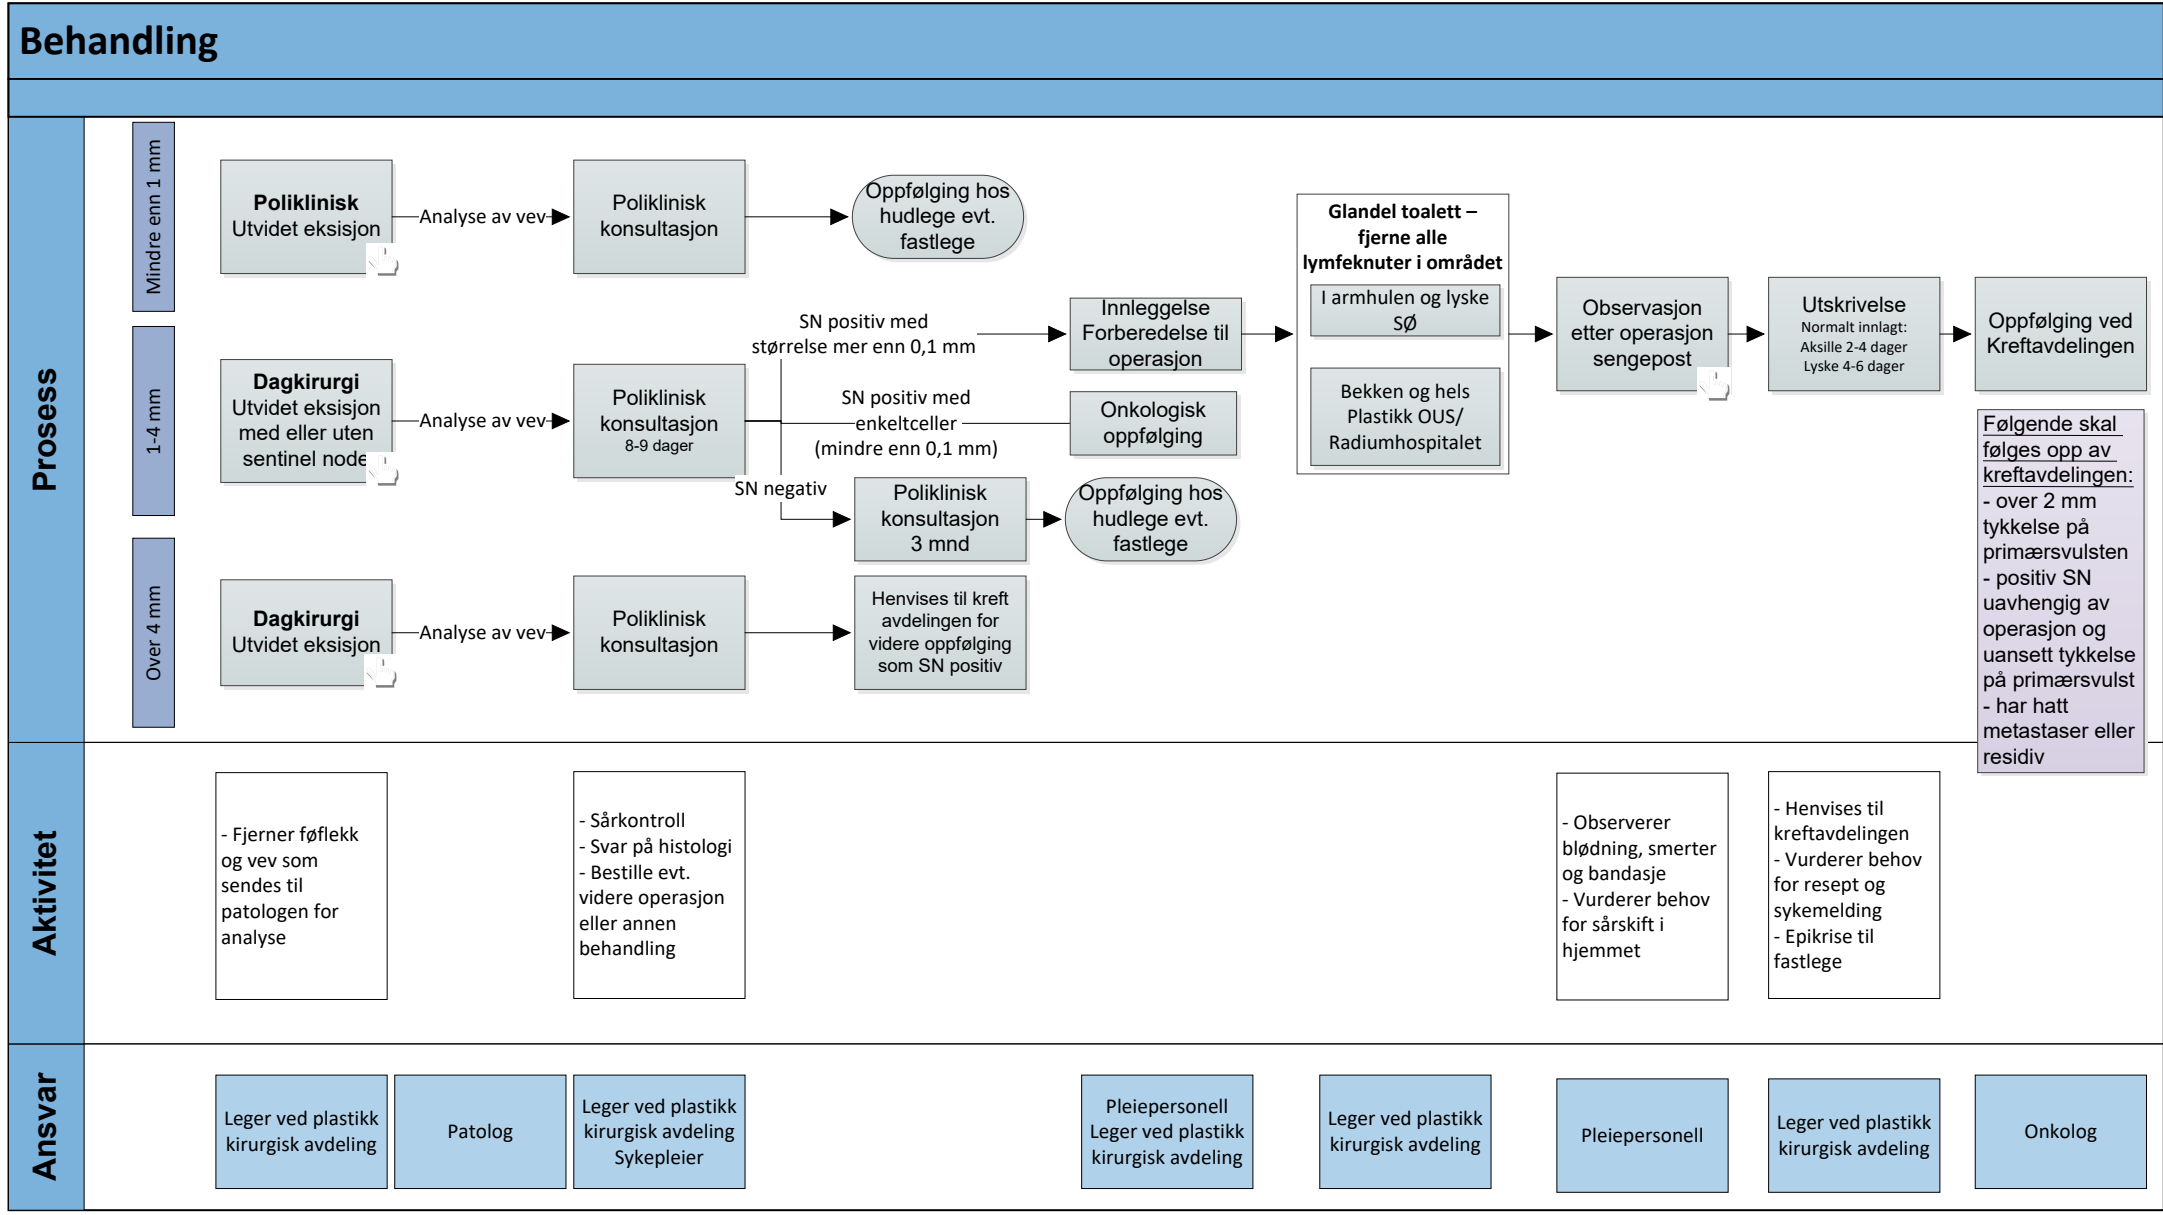 Behandling
Prosess
Mindre enn 1 mm
Poliklinisk
Utvidet eksisjon
Analyse av vev
Poliklinisk
konsultasjon
Oppfølging hos
hudlege evt.
fastlege
1-4 mm
Dagkirurgi
Utvidet eksisjon
med eller uten
sentinel node
Analyse av vev
Poliklinisk
konsultasjon
8-9 dager
SN positiv med
størrelse mer enn 0,1 mm
Innleggelse
Forberedelse til
operasjon
SN positiv med
enkeltceller
(mindre enn 0,1 mm)
Onkologisk
oppfølging
SN negativ
Poliklinisk
konsultasjon
3 mnd
Oppfølging hos
hudlege evt.
fastlege
Glandel toalett –
fjerne alle
lymfeknuter i området
I armhulen og lyske
SØ
Bekken og hels
Plastikk OUS/
Radiumhospitalet
Observasjon
etter operasjon
sengepost
Utskrivelse
Normalt innlagt:
Aksille 2-4 dager
Lyske 4-6 dager
Oppfølging ved
Kreftavdelingen
Følgende skal
følges opp av
kreftavdelingen:
- over 2 mm
tykkelse på
primærsvulsten
- positiv SN
uavhengig av
operasjon og
uansett tykkelse
på primærsvulst
- har hatt
metastaser eller
residiv
Over 4 mm
Dagkirurgi
Utvidet eksisjon
Analyse av vev
Poliklinisk
konsultasjon
Henvises til kreft
avdelingen for
videre oppfølging
som SN positiv
Aktivitet
- Fjerner føflekk
og vev som
sendes til
patologen for
analyse
- Sårkontroll
- Svar på histologi
- Bestille evt.
videre operasjon
eller annen
behandling
- Observerer
blødning, smerter
og bandasje
- Vurderer behov
for sårskift i
hjemmet
- Henvises til
kreftavdelingen
- Vurderer behov
for resept og
sykemelding
- Epikrise til
fastlege
Ansvar
Leger ved plastikk
kirurgisk avdeling
Patolog
Leger ved plastikk
kirurgisk avdeling
Sykepleier
Pleiepersonell
Leger ved plastikk
kirurgisk avdeling
Leger ved plastikk
kirurgisk avdeling
Pleiepersonell
Leger ved plastikk
kirurgisk avdeling
Onkolog